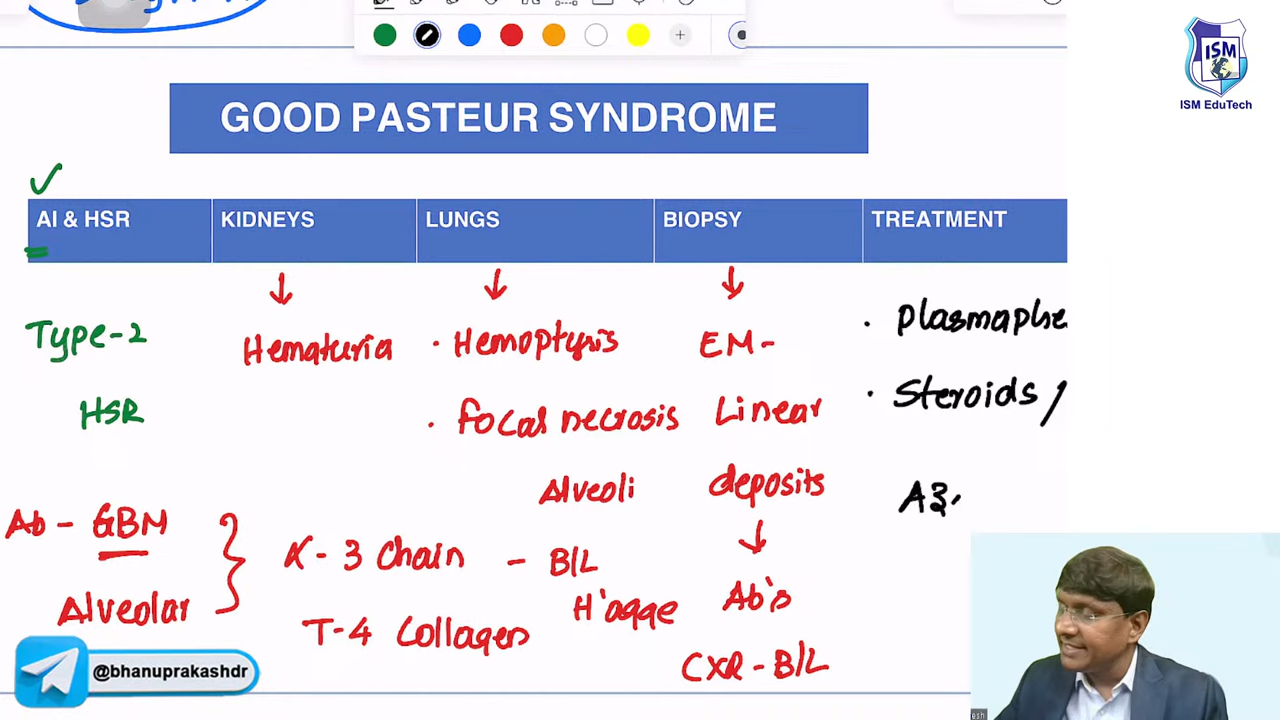 ISM
ISM EduTech
GOOD PASTEUR SYNDROME
AI & HSR
KIDNEYS
LUNGS
BIOPSY
TREATMENT
Type-2
HSR
Ab - GBM
Alveolar
Hematuria
α-3 Chain
T-4 Collagen
· Hemoptysis
· focal necrosis
Alveoli
- B/L
H'agge
EM-
Linear
deposits
Ab's
CXR-B/L
· Plasmaphe
· Steroids /
AZ
@bhanuprakashdr